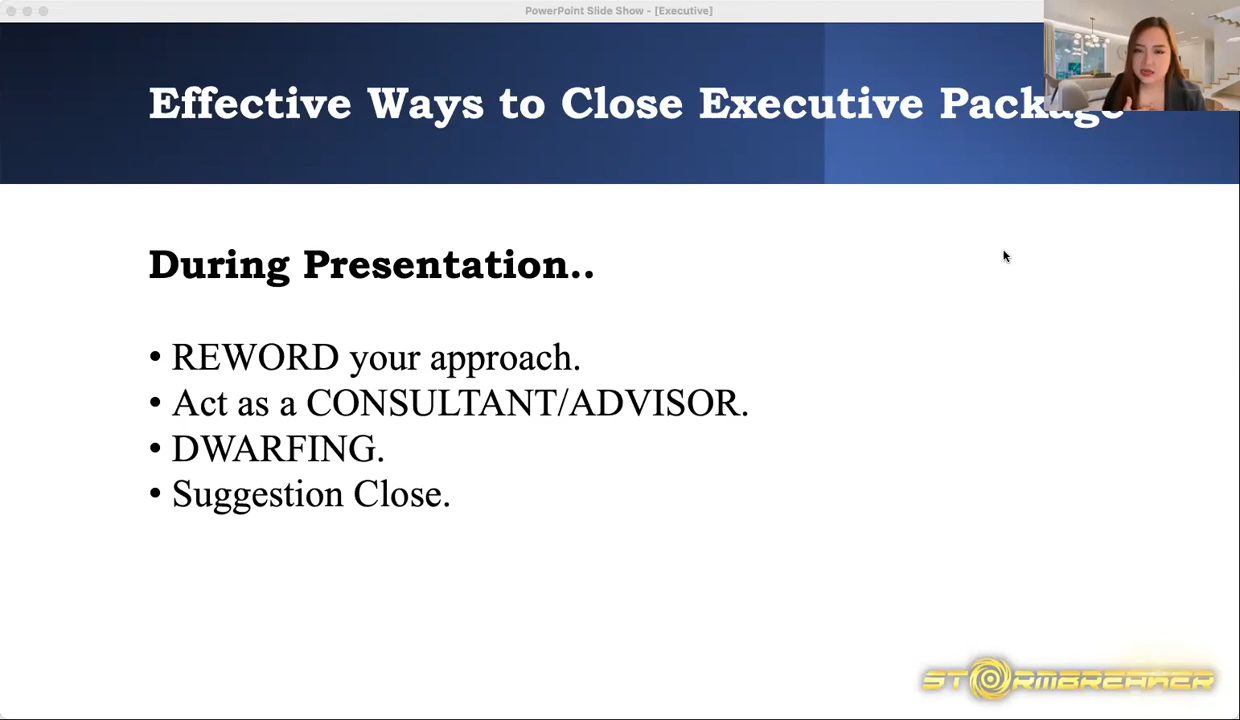 PowerPoint Slide Show - [Executive]
Effective Ways to Close Executive Package
During Presentation..
• REWORD your approach.
• Act as a CONSULTANT/ADVISOR.
• DWARFING.
• Suggestion Close.
STORMBREAKER